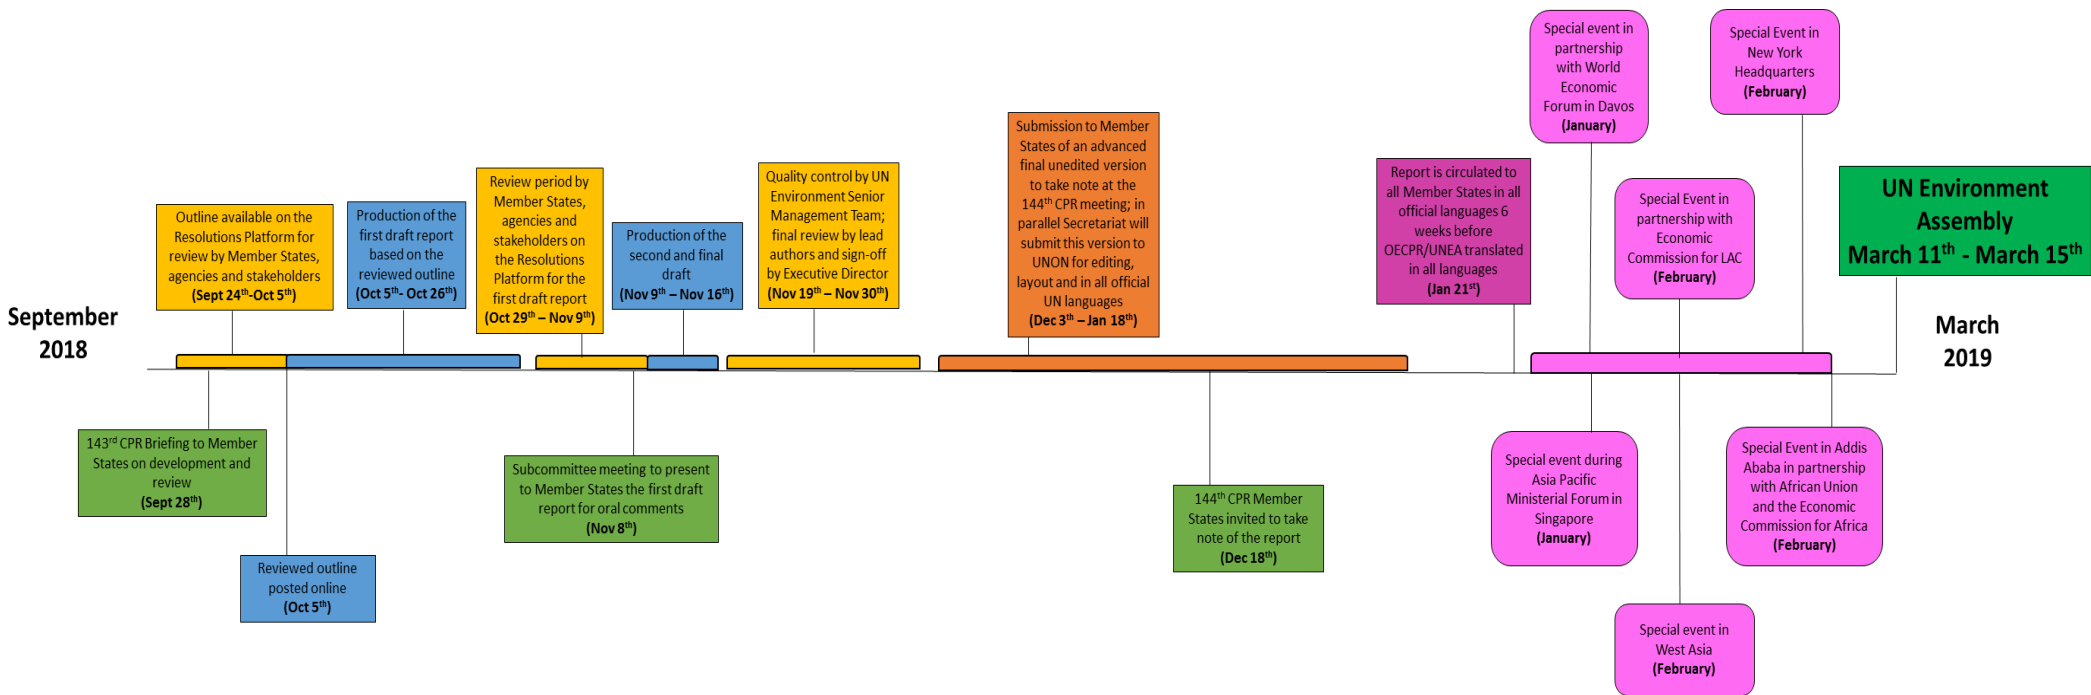 September
2018
Outline available on the
Resolutions Platform for
review by Member States,
agencies and stakeholders
(Sept 24th-Oct 5th)
Production of the
first draft report
based on the
reviewed outline
(Oct 5th- Oct 26th)
Review period by
Member States,
agencies and
stakeholders on
the Resolutions
Platform for the
first draft report
(Oct 29th – Nov 9th)
Production of the
second and final
draft
(Nov 9th – Nov 16th)
Quality control by UN
Environment Senior
Management Team;
final review by lead
authors and sign-off
by Executive Director
(Nov 19th – Nov 30th)
Submission to Member
States of an advanced
final unedited version
to take note at the
144th CPR meeting; in
parallel Secretariat will
submit this version to
UNON for editing,
layout and in all official
UN languages
(Dec 3th – Jan 18th)
Report is circulated to
all Member States in all
official languages 6
weeks before
OECPR/UNEA translated
in all languages
(Jan 21st)
Special event in
partnership
with World
Economic
Forum in Davos
(January)
Special Event in
partnership with
Economic
Commission for LAC
(February)
Special Event in
New York
Headquarters
(February)
UN Environment
Assembly
March 11th - March 15th
March
2019
143rd CPR Briefing to Member
States on development and
review
(Sept 28th)
Reviewed outline
posted online
(Oct 5th)
Subcommittee meeting to present
to Member States the first draft
report for oral comments
(Nov 8th)
144th CPR Member
States invited to take
note of the report
(Dec 18th)
Special event during
Asia Pacific
Ministerial Forum in
Singapore
(January)
Special event in
West Asia
(February)
Special Event in Addis
Ababa in partnership
with African Union
and the Economic
Commission for Africa
(February)